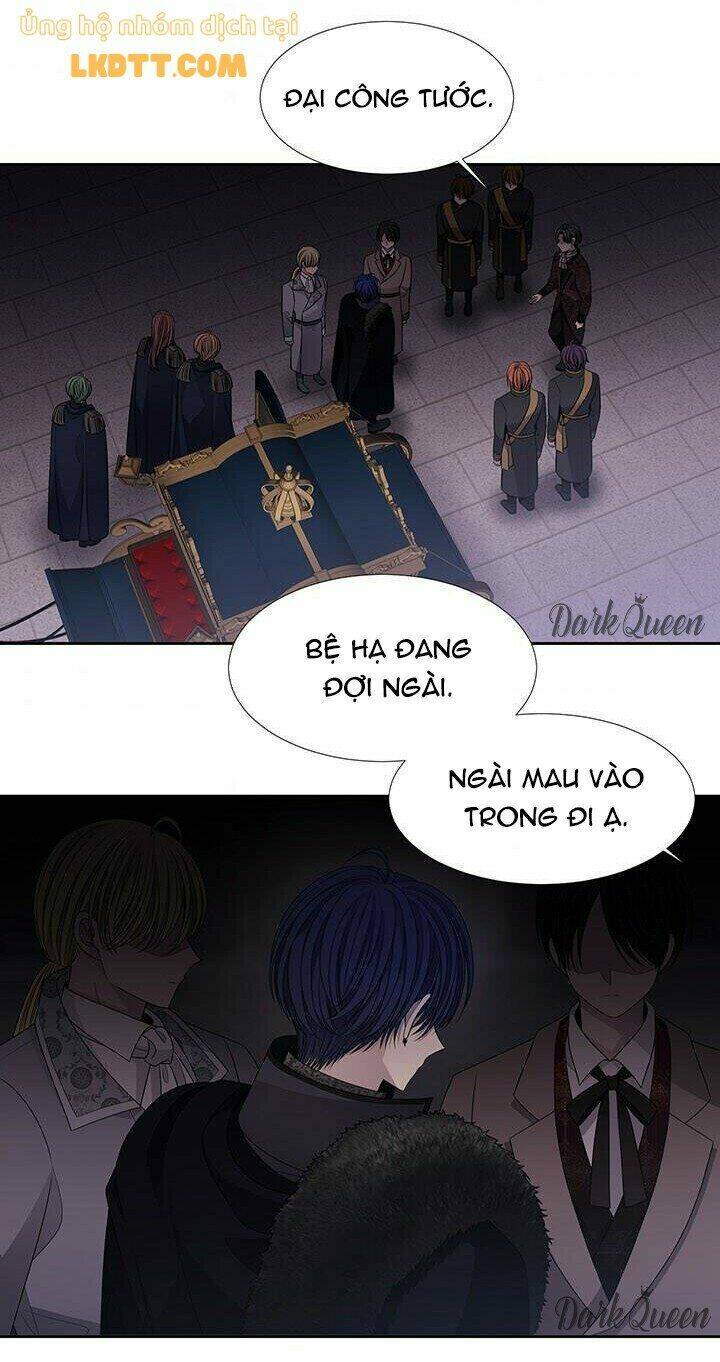 Ủng hộ nhóm dịch tại
LKDTT.COM
ĐẠI CÔNG TƯỚC.
DarkQueen
BỆ HẠ ĐANG
ĐỢI NGÀI.
NGÀI MAU VÀO
TRONG ĐI Ạ.
DarkQueen